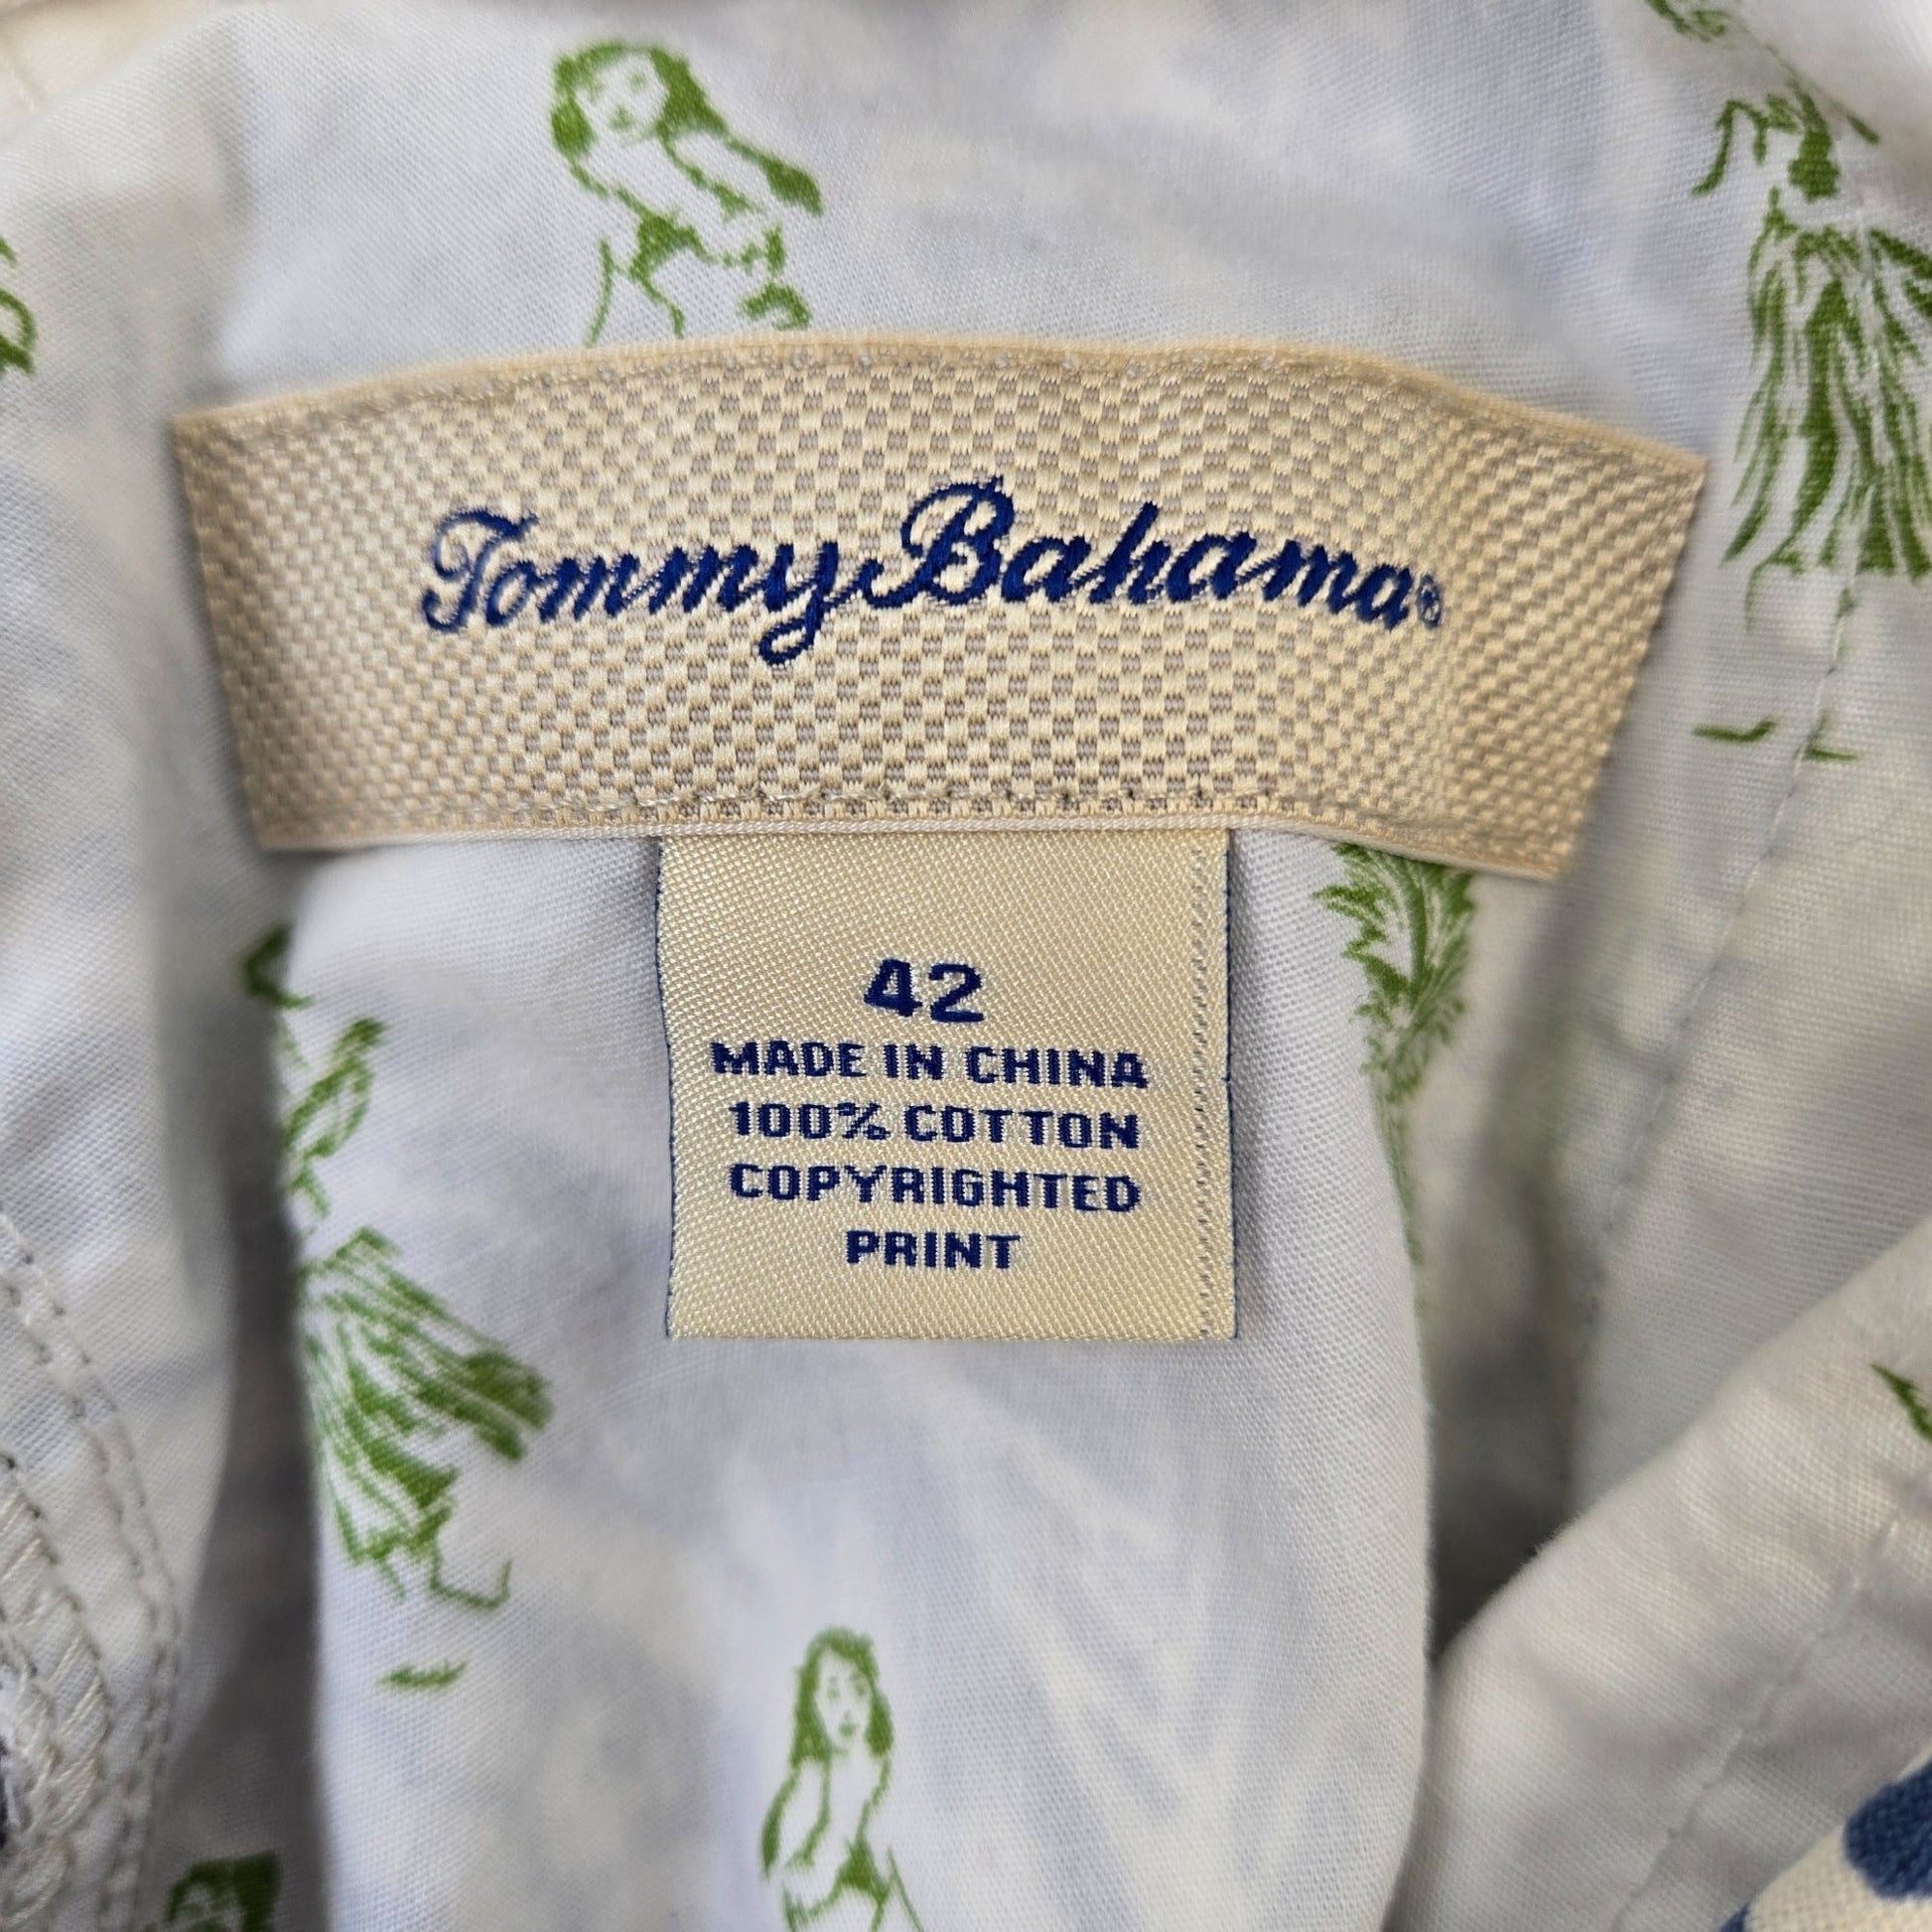 Tommy Bahama®
42
MADE IN CHINA
100% COTTON
COPYRIGHTED
PRINT